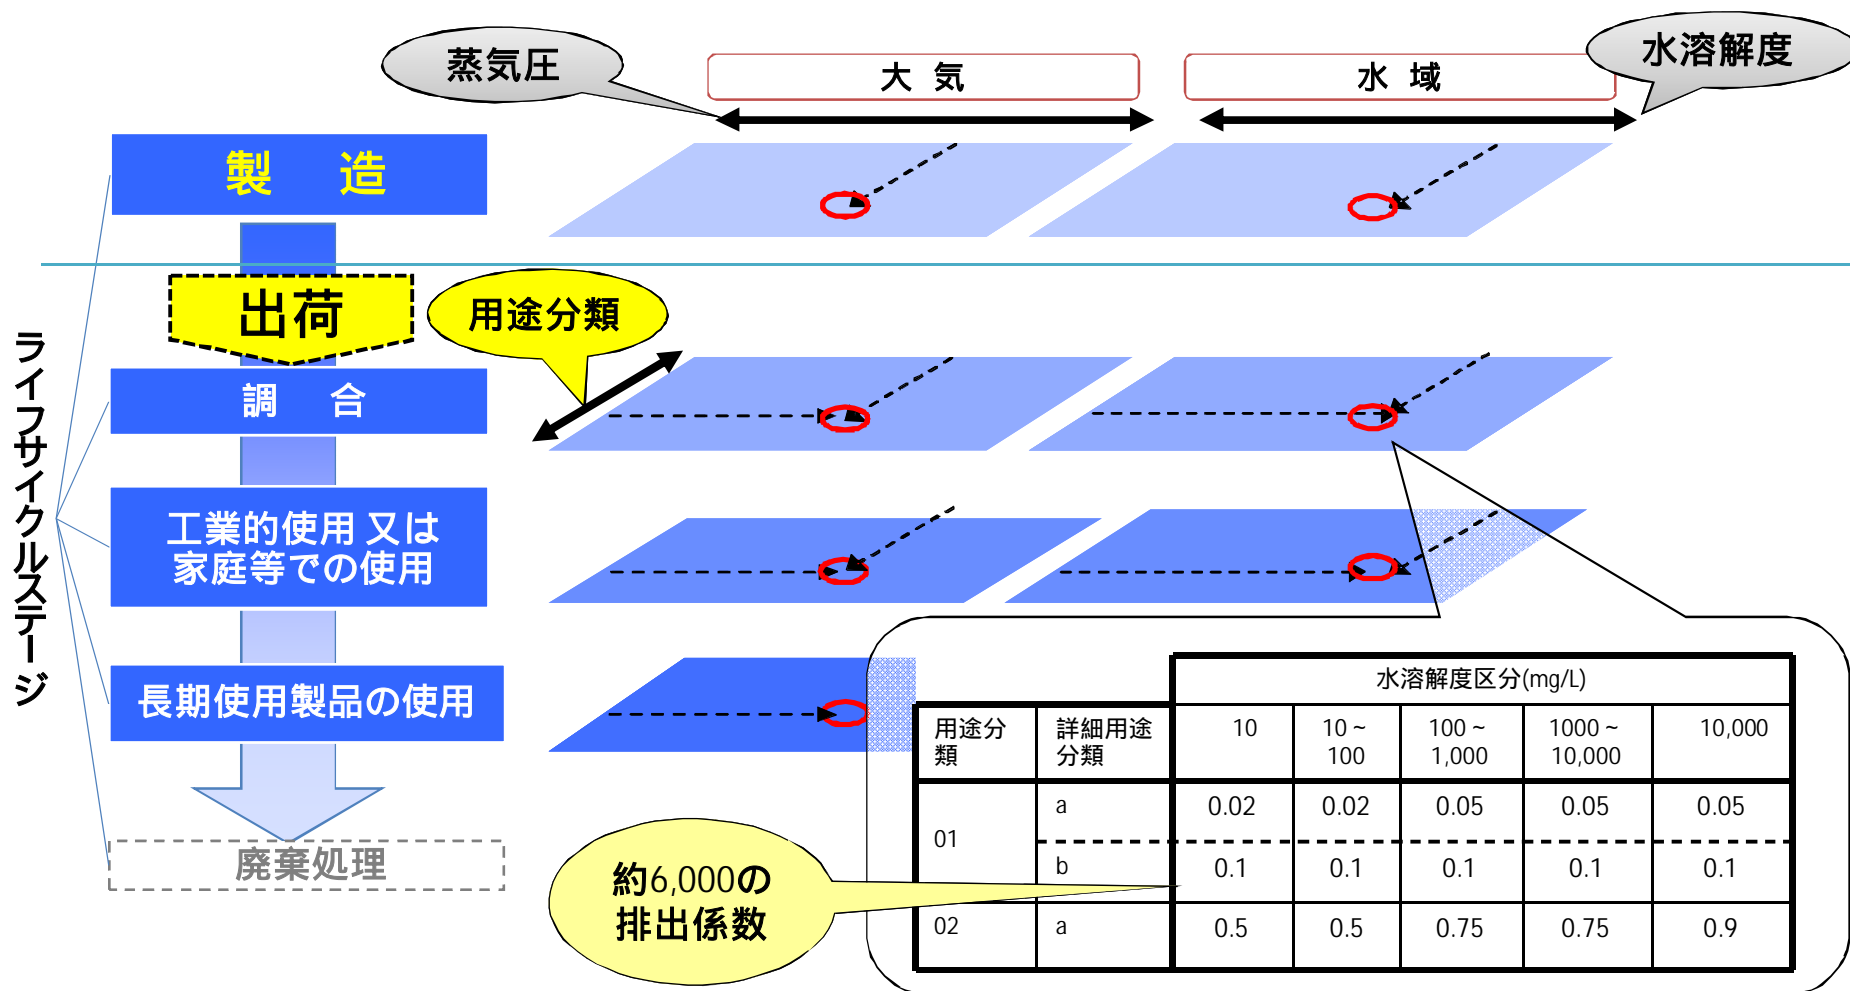 蒸気圧
大 気
水 域
水溶解度
製 造
出荷
用途分類
ライフサイクルステージ
調 合
工業的使用 又は
家庭等での使用
長期使用製品の使用
廃棄処理
約6,000の
排出係数
水溶解度区分(mg/L)
用途分
類
詳細用途
分類
10
10 ~
100
100 ~
1,000
1000 ~
10,000
10,000
01
a
0.02
0.02
0.05
0.05
0.05
b
0.1
0.1
0.1
0.1
0.1
02
a
0.5
0.5
0.75
0.75
0.9